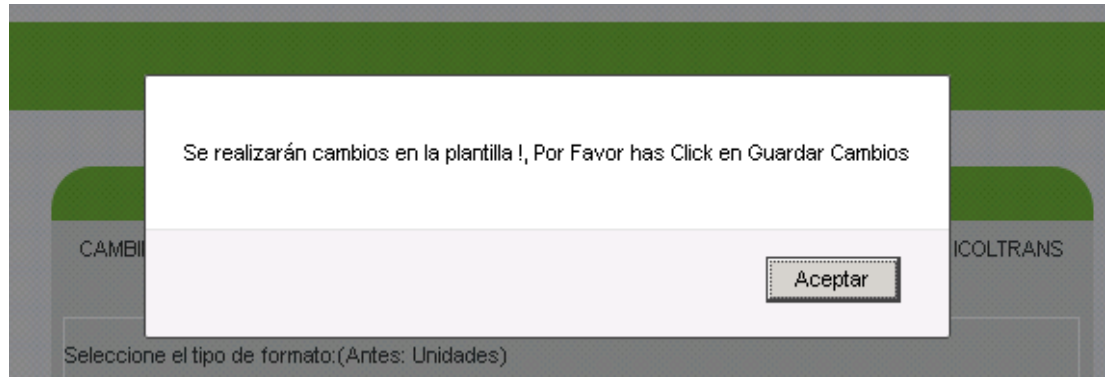 Se realizarán cambios en la plantilla !, Por Favor has Click en Guardar Cambios
Aceptar
ICOLTRANS
Seleccione el tipo de formato:(Antes: Unidades)